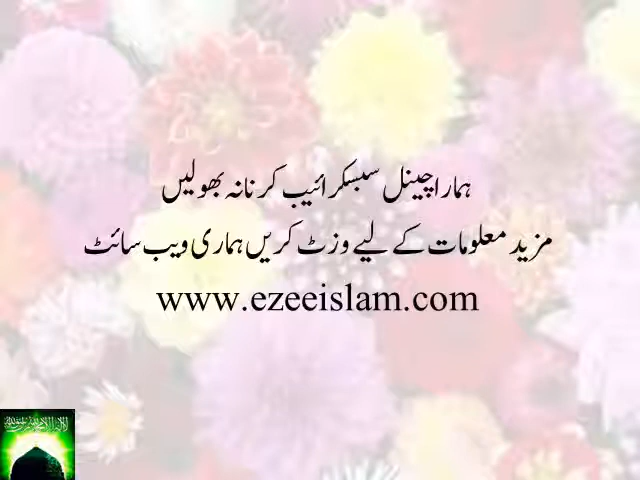 ہمارا چینل سبسکرائیب کرنا نہ بھولیں
مزید معلومات کے لیے وزٹ کریں ہماری ویب سائٹ
www.ezeeislam.com